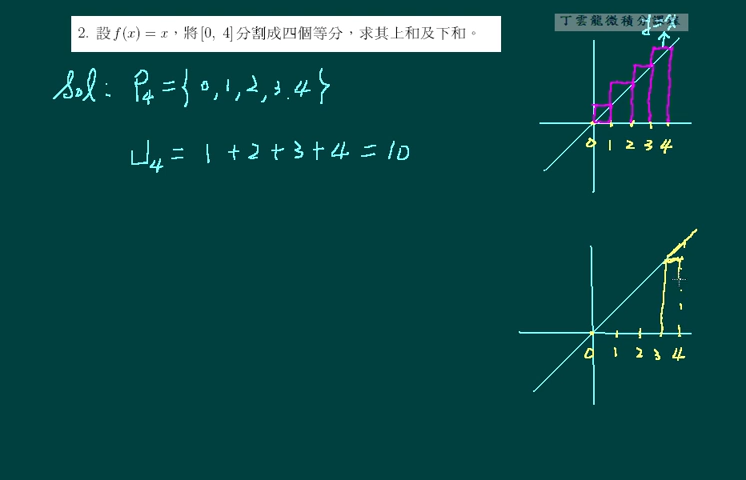 2. 設 f(x) = x，將 [0, 4] 分割成四個等分，求其上和及下和。
丁雲龍微積分
y=x
Sol: P₄ = { 0, 1, 2, 3. 4 }
0 1 2 3 4
U₄ = 1 + 2 + 3 + 4 = 10
0 1 2 3 4